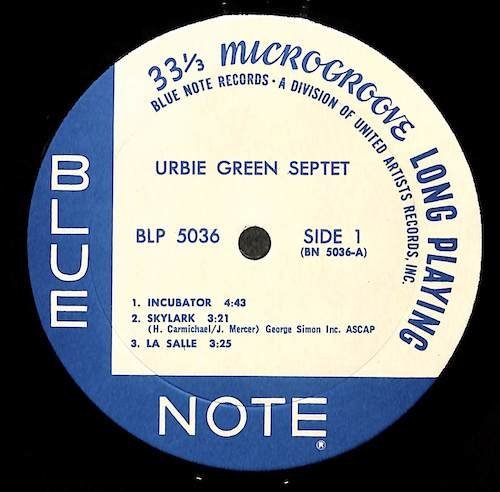 33⅓ MICROGROOVE LONG PLAYING
BLUE NOTE RECORDS • A DIVISION OF UNITED ARTISTS RECORDS, INC.
URBIE GREEN SEPTET
BLP 5036
SIDE 1
(BN 5036-A)
1. INCUBATOR 4:43
2. SKYLARK 3:21
(H. Carmichael/J. Mercer) George Simon Inc. ASCAP
3. LA SALLE 3:25
BLUE
NOTE®